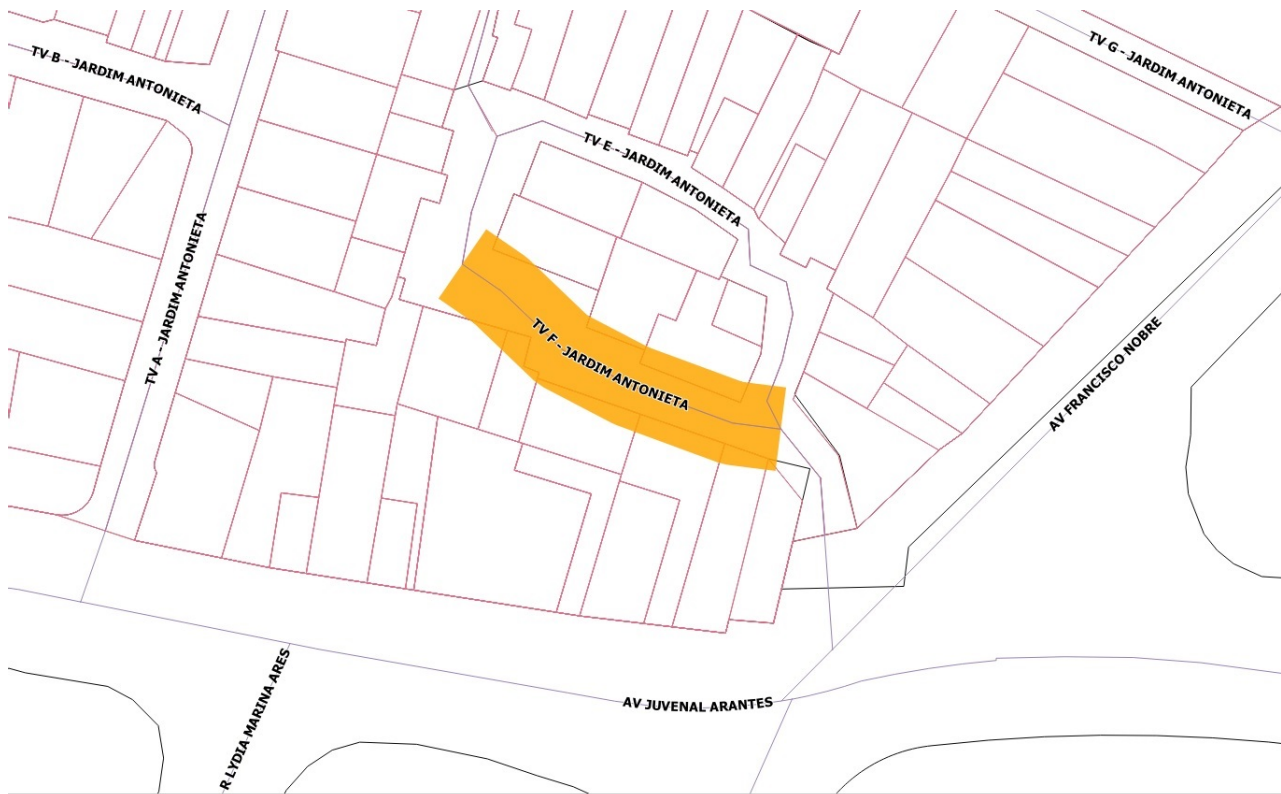 TV B - JARDIM ANTONIETA
TV G - JARDIM ANTONIETA
TV E - JARDIM ANTONIETA
TV A - JARDIM ANTONIETA
TV F - JARDIM ANTONIETA
AV FRANCISCO NOBRE
R LYDIA MARINA ARES
AV JUVENAL ARANTES